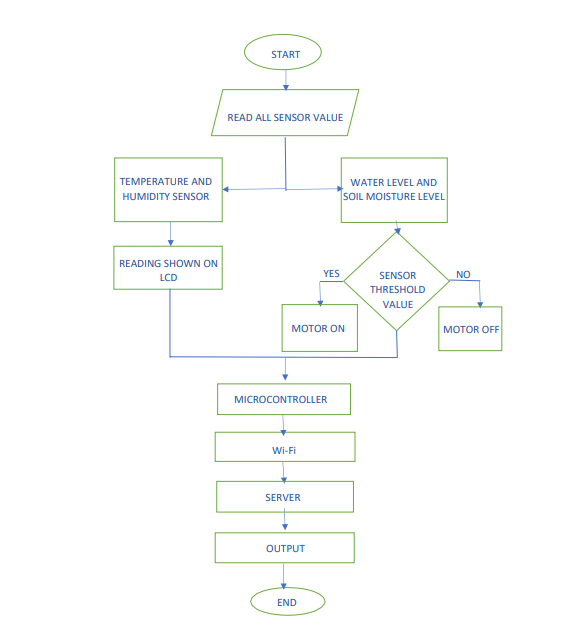 START
READ ALL SENSOR VALUE
TEMPERATURE AND
HUMIDITY SENSOR
WATER LEVEL AND
SOIL MOISTURE LEVEL
READING SHOWN ON
LCD
YES
SENSOR
THRESHOLD
VALUE
NO
MOTOR ON
MOTOR OFF
MICROCONTROLLER
Wi-Fi
SERVER
OUTPUT
END